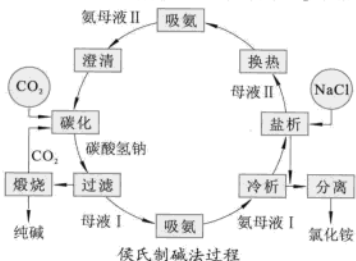 吸氨
氨母液Ⅱ
澄清
换热
CO₂
母液Ⅱ
NaCl
碳化
盐析
碳酸氢钠
CO₂
煅烧
过滤
冷析
分离
母液Ⅰ
吸氨
氨母液Ⅰ
纯碱
氯化铵
侯氏制碱法过程